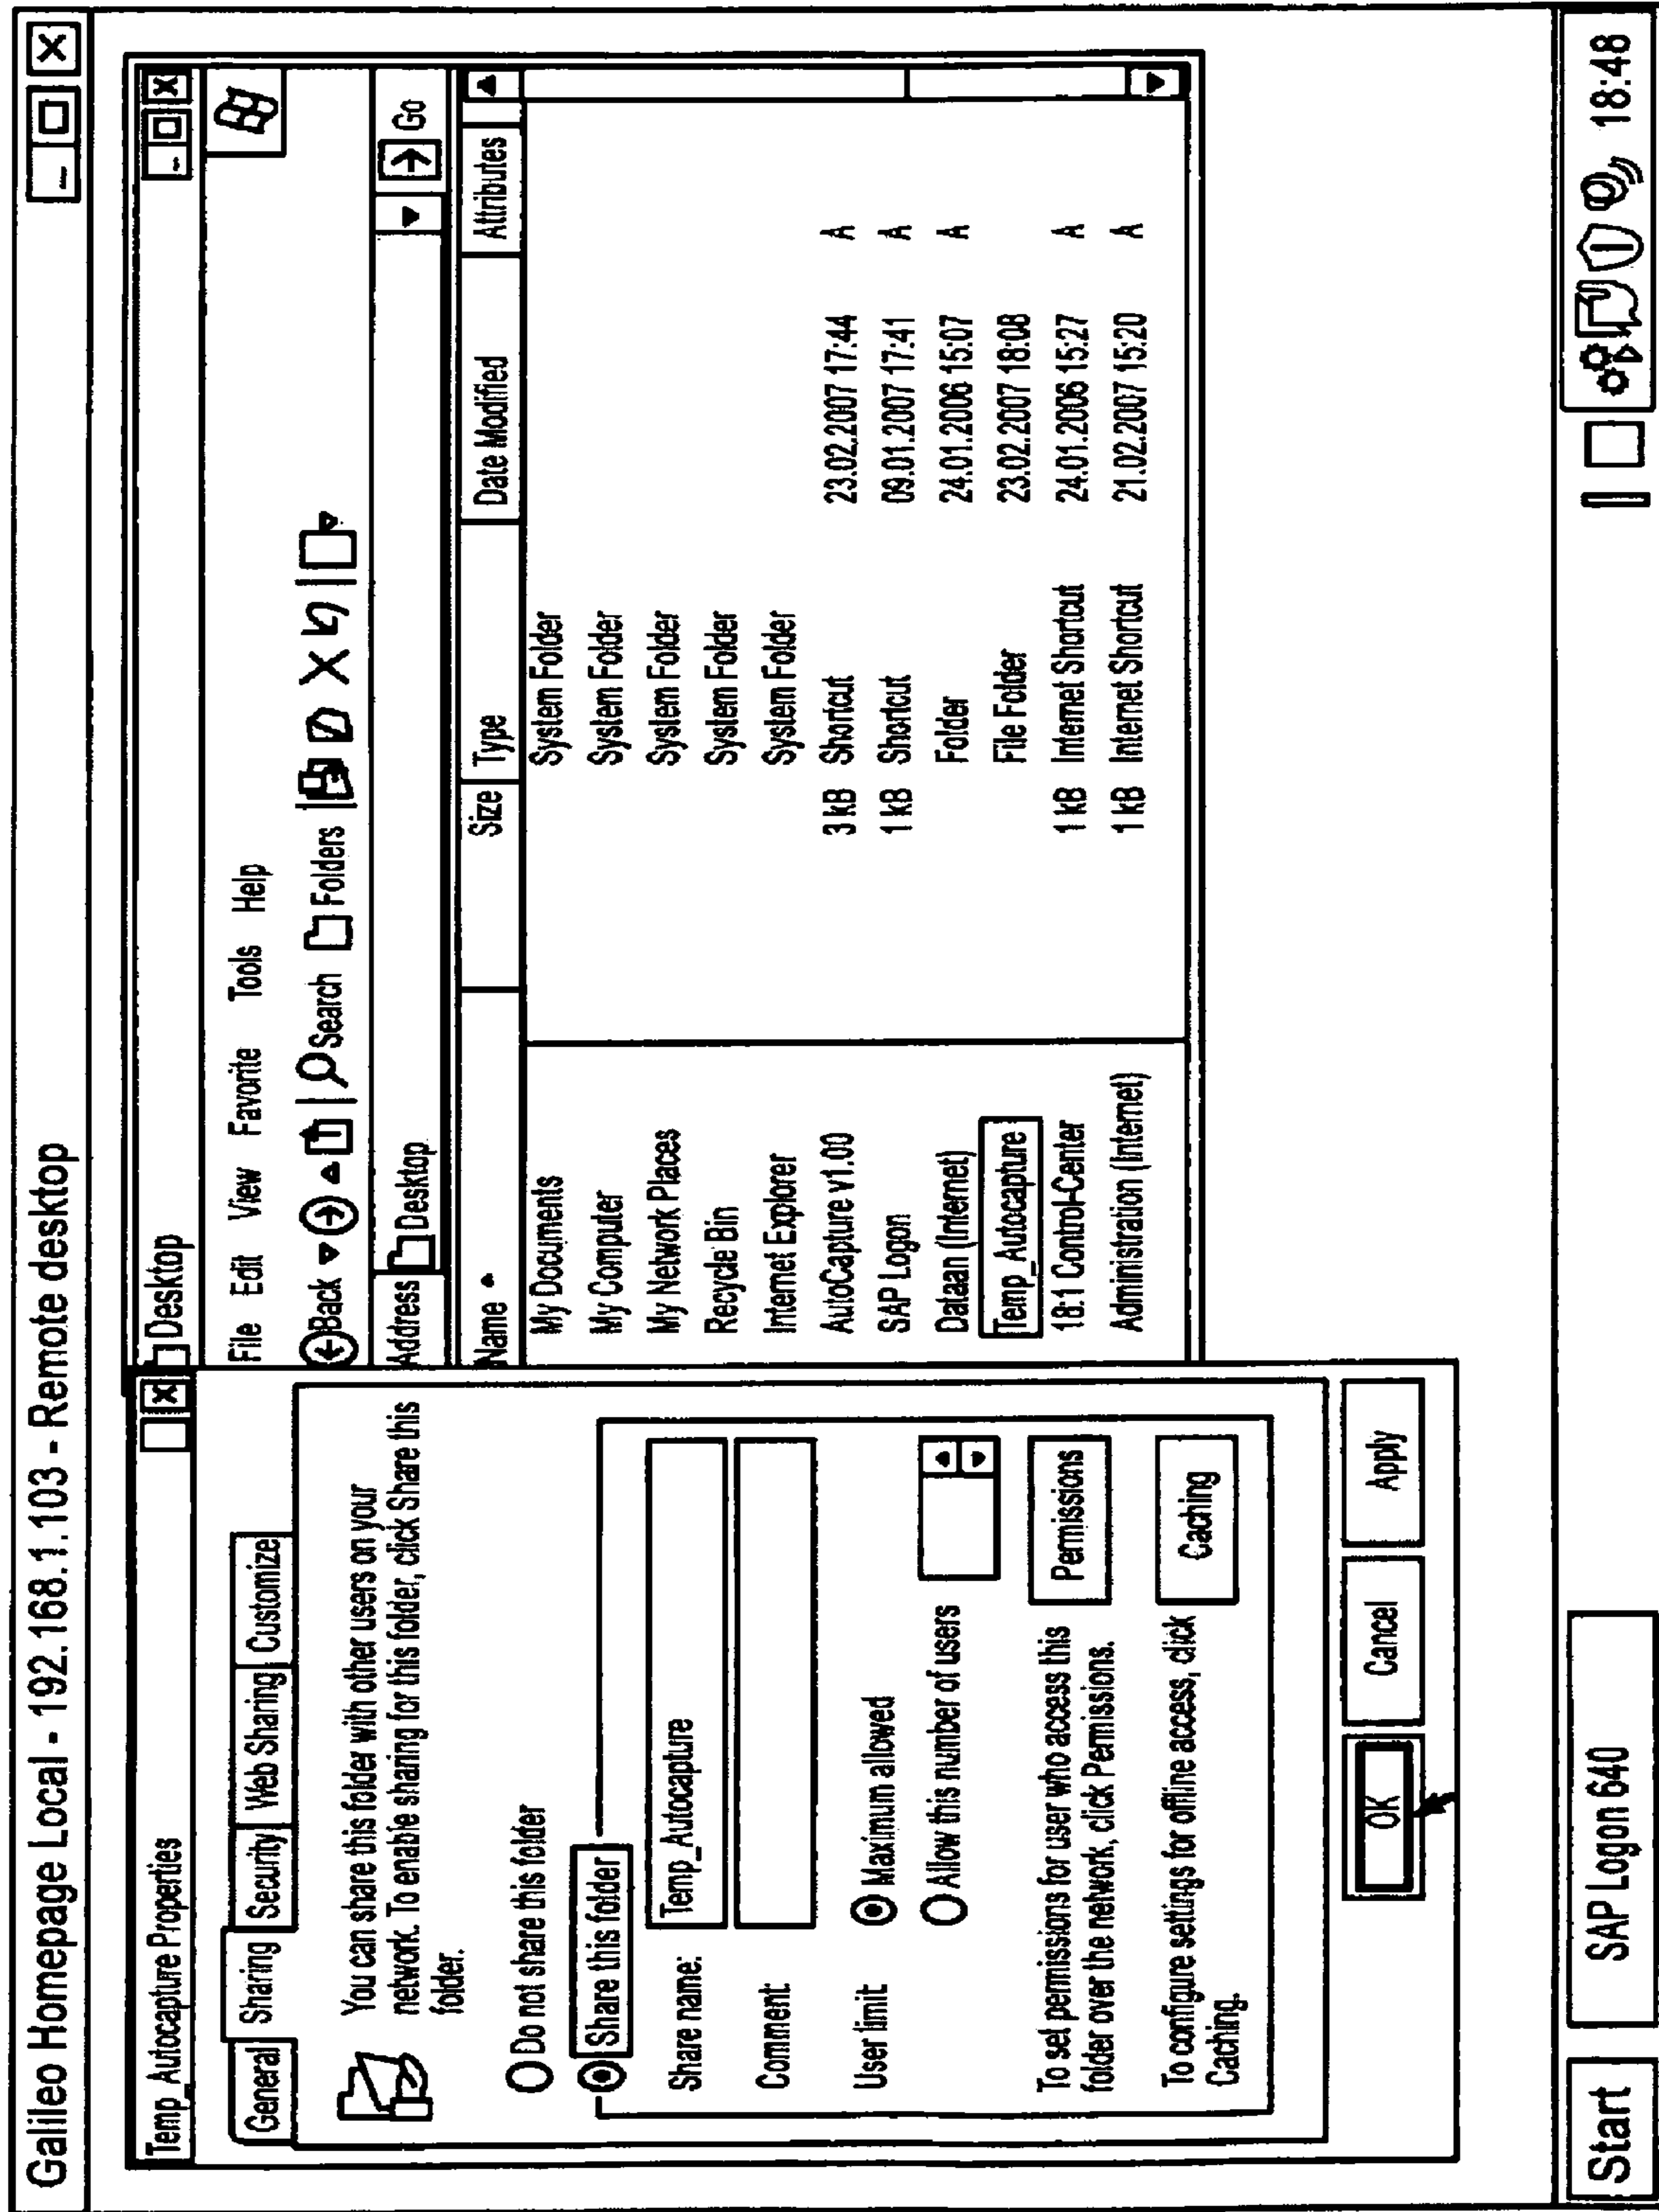 Galileo Homepage Local - 192.168.1.103 - Remote desktop
Temp_Autocapture Properties
General Sharing Security Web Sharing Customize
You can share this folder with other users on your
network. To enable sharing for this folder, click Share this
folder.
Do not share this folder
Share this folder
Share name: Temp_Autocapture
Comment:
User limit: Maximum allowed
Allow this number of users
To set permissions for user who access this
folder over the network, click Permissions.
Permissions
To configure settings for offline access, click
Caching.
Caching
OK Cancel Apply
Desktop
File Edit View Favorite Tools Help
Back Search Folders
Address Desktop Go
Name Size Type Date Modified Attributes
My Documents System Folder
My Computer System Folder
My Network Places System Folder
Recycle Bin System Folder
Internet Explorer System Folder
AutoCapture v1.00 3 kB Shortcut 23.02.2007 17:44 A
SAP Logon 1 kB Shortcut 09.01.2007 17:41 A
Dataan (Internet) Folder 24.01.2006 15:07 A
Temp_Autocapture File Folder 23.02.2007 18:08
18:1 Control-Center 1 kB Internet Shortcut 24.01.2006 15:27 A
Administration (Internet) 1 kB Internet Shortcut 21.02.2007 15:20 A
Start SAP Logon 640 18:48